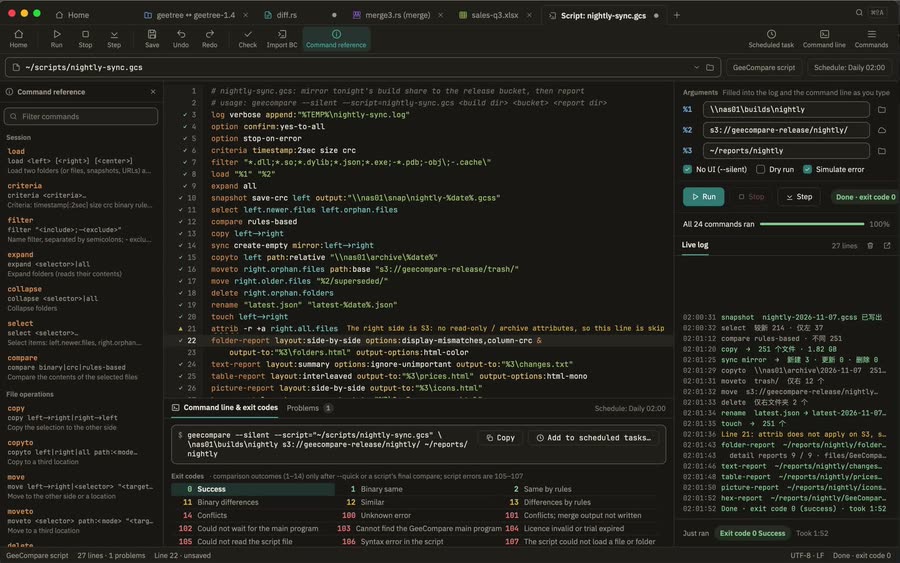 Home
geetree ⇔ geetree-1.4
diff.rs
merge3.rs (merge)
sales-q3.xlsx
Script: nightly-sync.gcs
Home
Run
Stop
Step
Save
Undo
Redo
Check
Import BC
Command reference
Scheduled task
Command line
Commands
~/scripts/nightly-sync.gcs
GeeCompare script
Schedule: Daily 02:00
Command reference
Filter commands
Session
load
load <left> [<right>] [<center>]
Load two folders (or files, snapshots, URLs) a...
criteria
criteria <criteria>…
Criteria: timestamp[:2sec] size crc binary rule...
filter
filter "<include>;-<exclude>"
Name filter, separated by semicolons; - exclu...
expand
expand <selector>|all
Expand folders (reads their contents)
collapse
collapse <selector>|all
Collapse folders
select
select <selector>…
Select items: left.newer.files, right.orphan...
compare
compare binary|crc|rules-based
Compare the contents of the selected files
File operations
copy
copy left→right|right→left
Copy the selection to the other side
copyto
copyto left|right path:<mode…
Copy to a third location
move
move left→right|<selector> "<target…
Move to the other side or a location
moveto
moveto <selector> path:<mode> "<targ…
Move to a third location
delete
1 # nightly-sync.gcs: mirror tonight's build share to the release bucket, then report
2 # usage: geecompare --silent --script=nightly-sync.gcs <build dir> <bucket> <report dir>
3 log verbose append:"%TEMP%\nightly-sync.log"
4 option confirm:yes-to-all
5 option stop-on-error
6 criteria timestamp:2sec size crc
7 filter "*.dll;*.so;*.dylib;*.json;*.exe;-*.pdb;-obj\;-.cache\"
8 load "%1" "%2"
9 expand all
10 snapshot save-crc left output:"\\nas01\snap\nightly-%date%.gcss"
11 select left.newer.files left.orphan.files
12 compare rules-based
13 copy left→right
14 sync create-empty mirror:left→right
15 copyto left path:relative "\\nas01\archive\%date%"
16 moveto right.orphan.files path:base "s3://geecompare-release/trash/"
17 move right.older.files "%2/superseded/"
18 delete right.orphan.folders
19 rename "latest.json" "latest-%date%.json"
20 touch left→right
21 attrib -r +a right.all.files The right side is S3: no read-only / archive attributes, so this line is skip
22 folder-report layout:side-by-side options:display-mismatches,column-crc &
23 output-to:"%3\folders.html" output-options:html-color
24 text-report layout:summary options:ignore-unimportant output-to:"%3\changes.txt"
25 table-report layout:interleaved output-to:"%3\prices.html" output-options:html-mono
26 picture-report layout:side-by-side output-to:"%3\icons.html"
Command line & exit codes
Problems 1
Schedule: Daily 02:00
$ geecompare --silent --script="~/scripts/nightly-sync.gcs" \
\\nas01\builds\nightly s3://geecompare-release/nightly/ ~/reports/
nightly
Copy
Add to scheduled tasks…
Exit codes · comparison outcomes (1–14) only after --quick or a script's final compare; script errors are 105–107
0 Success
1 Binary same
2 Same by rules
11 Binary differences
12 Similar
13 Differences by rules
14 Conflicts
100 Unknown error
101 Conflicts; merge output not written
102 Could not wait for the main program
103 Cannot find the GeeCompare main program
104 Licence invalid or trial expired
105 Could not read the script file
106 Syntax error in the script
107 The script could not load a file or folder
Arguments Filled into the log and the command line as you type
%1 \\nas01\builds\nightly
%2 s3://geecompare-release/nightly/
%3 ~/reports/nightly
No UI (--silent)
Dry run
Simulate error
Run
Stop
Step
Done · exit code 0
All 24 commands ran
100%
Live log
27 lines
02:00:31 snapshot nightly-2026-11-07.gcss 已写出
02:00:32 select 较新 214 · 仅左 37
02:01:12 compare rules-based · 不同 251
02:01:20 copy → 251 个文件 · 1.82 GB
02:01:25 sync mirror → 新建 3 · 更新 0 · 删除 0
02:01:29 copyto \\nas01\archive\2026-11-07 251…
02:01:31 moveto trash/ 仅右 12 个
02:01:32 move s3://geecompare-release/nightly…
02:01:33 delete 仅右文件夹 2 个
02:01:34 rename latest.json → latest-2026-11-07…
02:01:35 touch → 251 个
02:01:36 Line 21: attrib does not apply on S3, s…
02:01:43 folder-report ~/reports/nightly/folder…
02:01:43 detail reports 9 / 9 · files/GeeCompa…
02:01:46 text-report ~/reports/nightly/changes…
02:01:48 table-report ~/reports/nightly/prices…
02:01:50 picture-report ~/reports/nightly/icons…
02:01:52 hex-report ~/reports/nightly/GeeCompar…
02:01:52 Done · exit code 0 (success) · took 1:52
Just ran
Exit code 0 Success
Took 1:52
GeeCompare script
27 lines · 1 problems
Line 22 · unsaved
UTF-8 · LF
Done · exit code 0